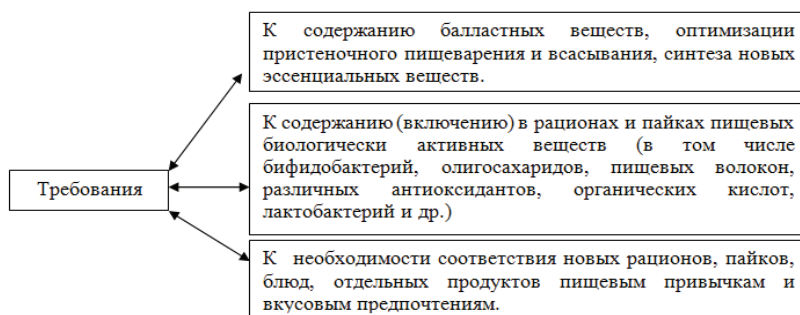 К содержанию балластных веществ, оптимизации
пристеночного пищеварения и всасывания, синтеза новых
эссенциальных веществ.
К содержанию (включению) в рационах и пайках пищевых
биологически активных веществ (в том числе
бифидобактерий, олигосахаридов, пищевых волокон,
различных антиоксидантов, органических кислот,
лактобактерий и др.)
Требования
К необходимости соответствия новых рационов, пайков,
блюд, отдельных продуктов пищевым привычкам и
вкусовым предпочтениям.